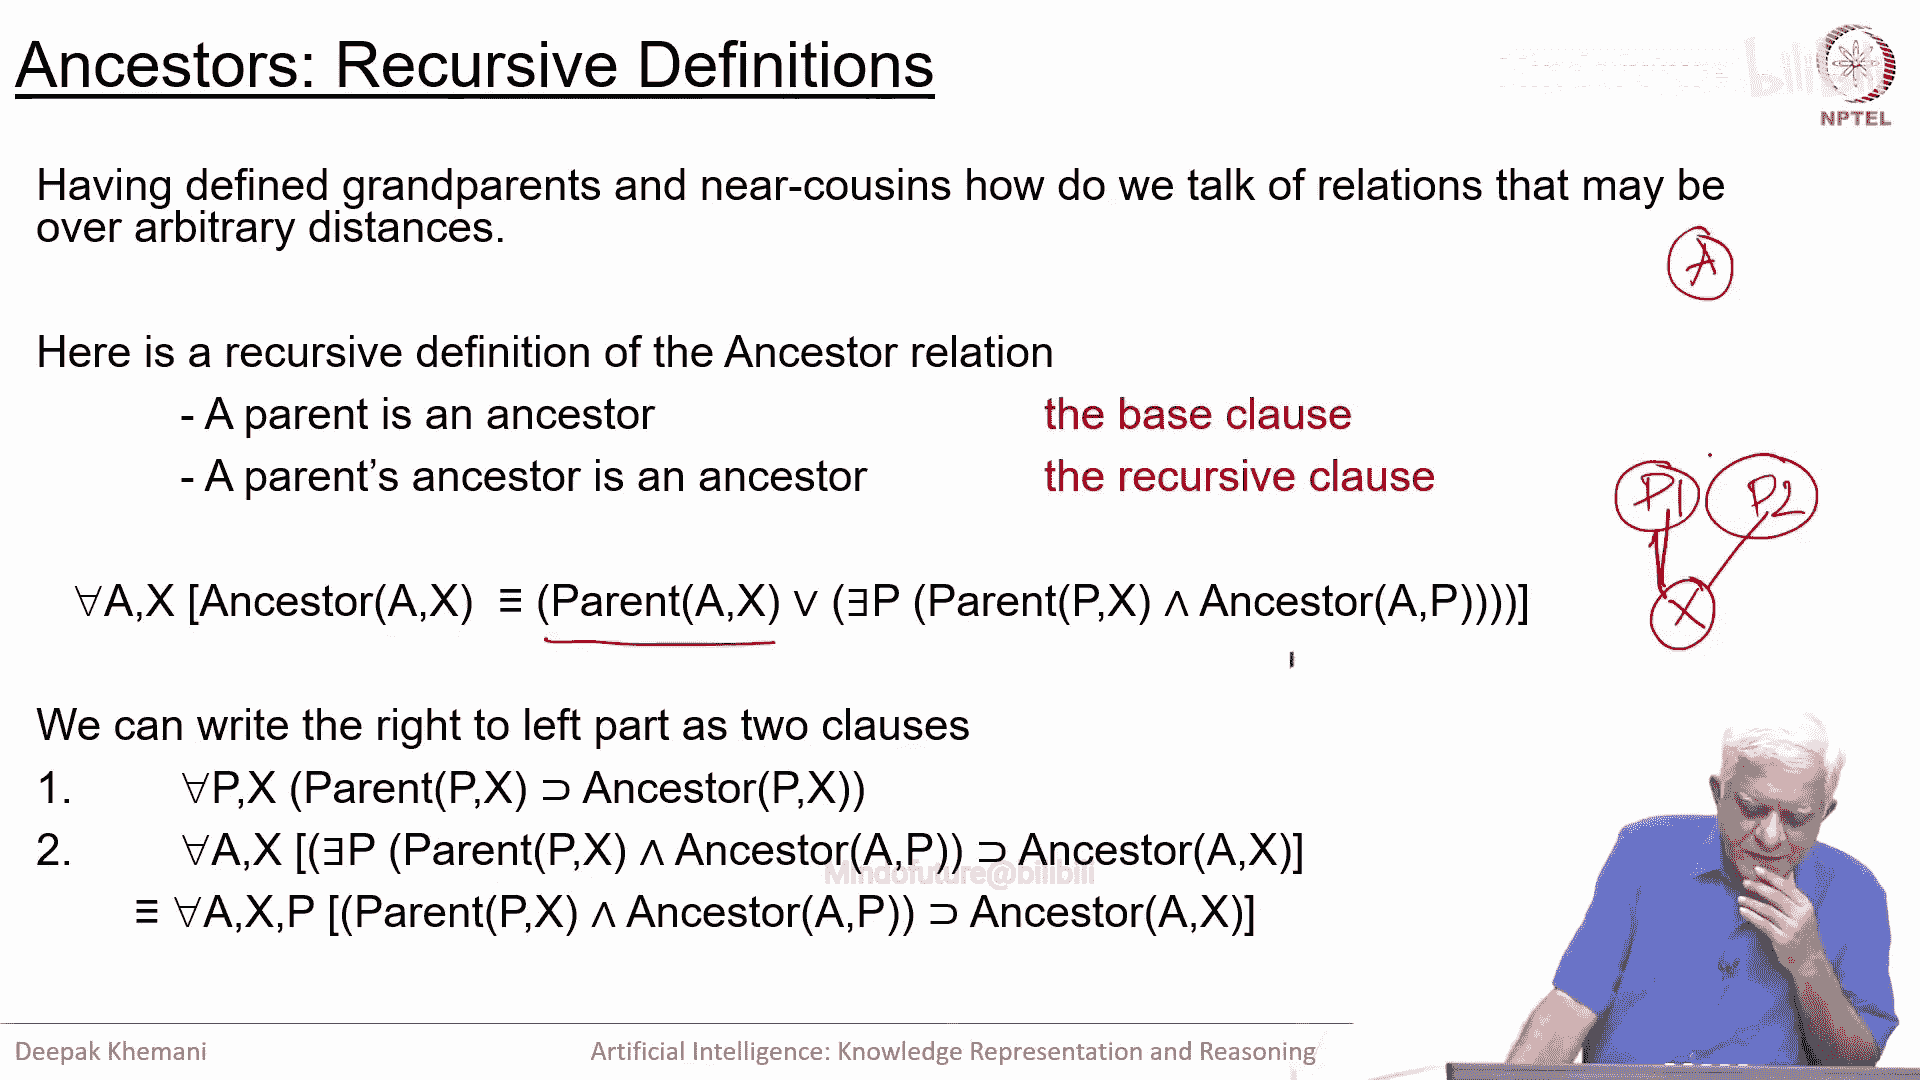 Ancestors: Recursive Definitions
NPTEL
Having defined grandparents and near-cousins how do we talk of relations that may be
over arbitrary distances.
A
Here is a recursive definition of the Ancestor relation
- A parent is an ancestor the base clause
- A parent’s ancestor is an ancestor the recursive clause
P1 P2
∀A,X [Ancestor(A,X) ≡ (Parent(A,X) ∨ (∃P (Parent(P,X) ∧ Ancestor(A,P))))]
X
We can write the right to left part as two clauses
1. ∀P,X (Parent(P,X) ⊃ Ancestor(P,X))
2. ∀A,X [(∃P (Parent(P,X) ∧ Ancestor(A,P)) ⊃ Ancestor(A,X)]
Mindofuture@bilibili
≡ ∀A,X,P [(Parent(P,X) ∧ Ancestor(A,P)) ⊃ Ancestor(A,X)]
Deepak Khemani Artificial Intelligence: Knowledge Representation and Reasoning